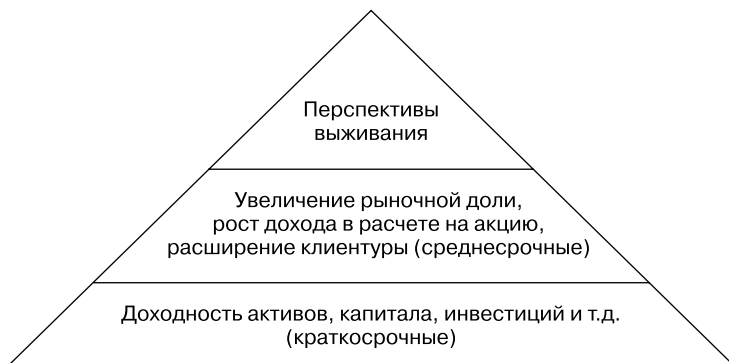 Перспективы
выживания
Увеличение рыночной доли,
рост дохода в расчете на акцию,
расширение клиентуры (среднесрочные)
Доходность активов, капитала, инвестиций и т.д.
(краткосрочные)